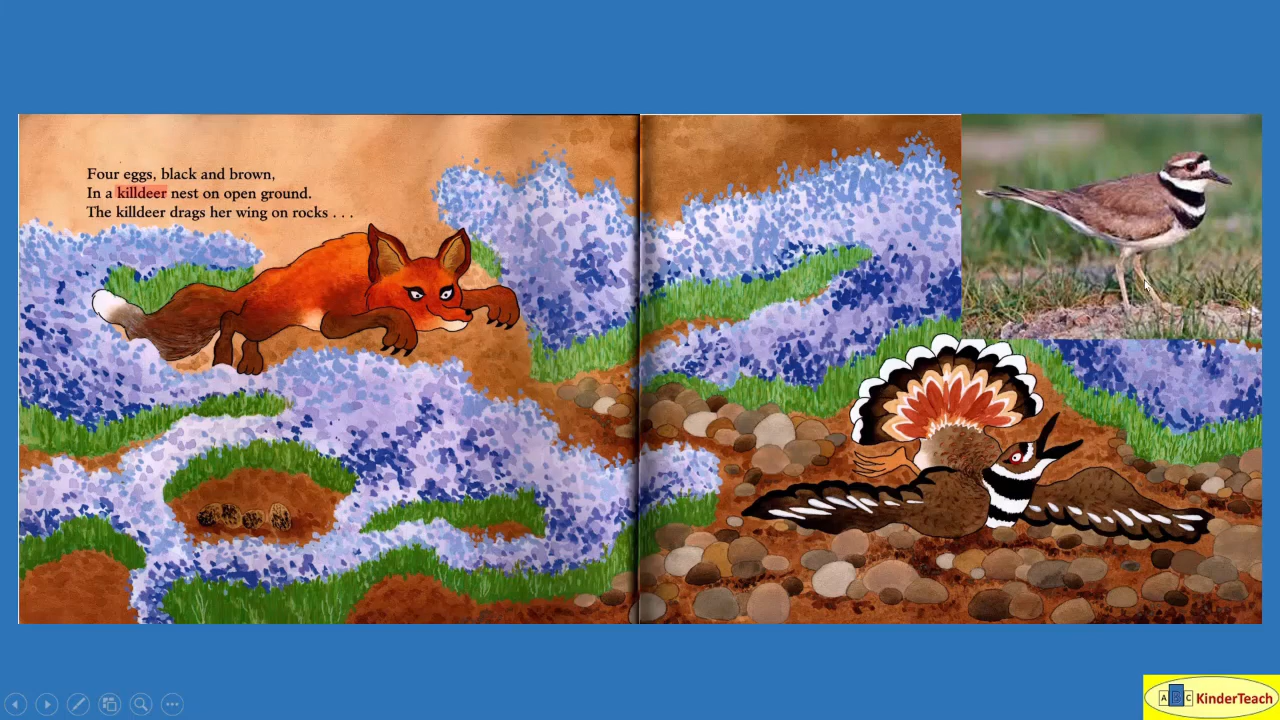 Four eggs, black and brown,
In a killdeer nest on open ground.
The killdeer drags her wing on rocks . . .
ABC KinderTeach